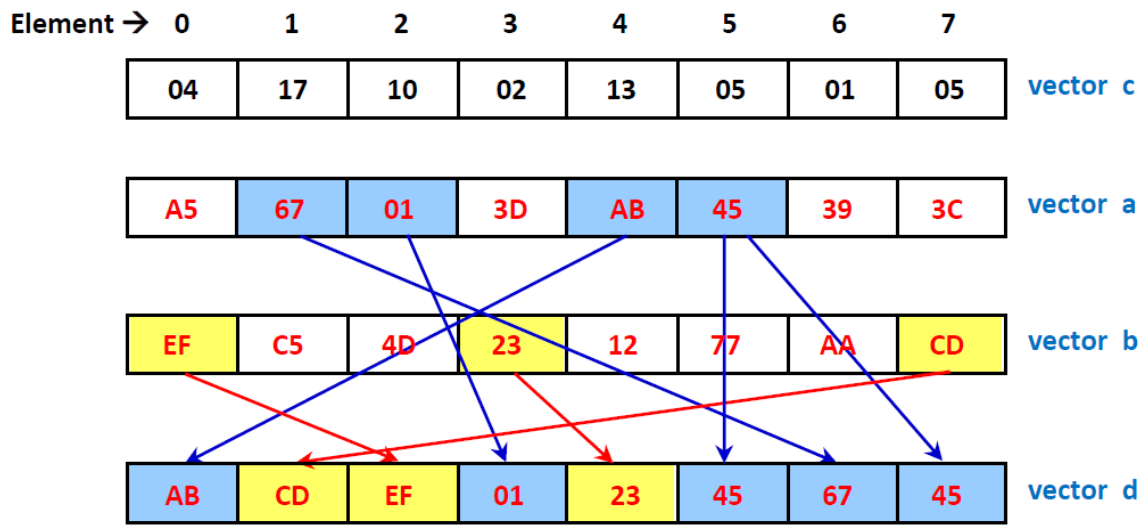 Element → 0 1 2 3 4 5 6 7
04 17 10 02 13 05 01 05 vector c
A5 67 01 3D AB 45 39 3C vector a
EF C5 4D 23 12 77 AA CD vector b
AB CD EF 01 23 45 67 45 vector d